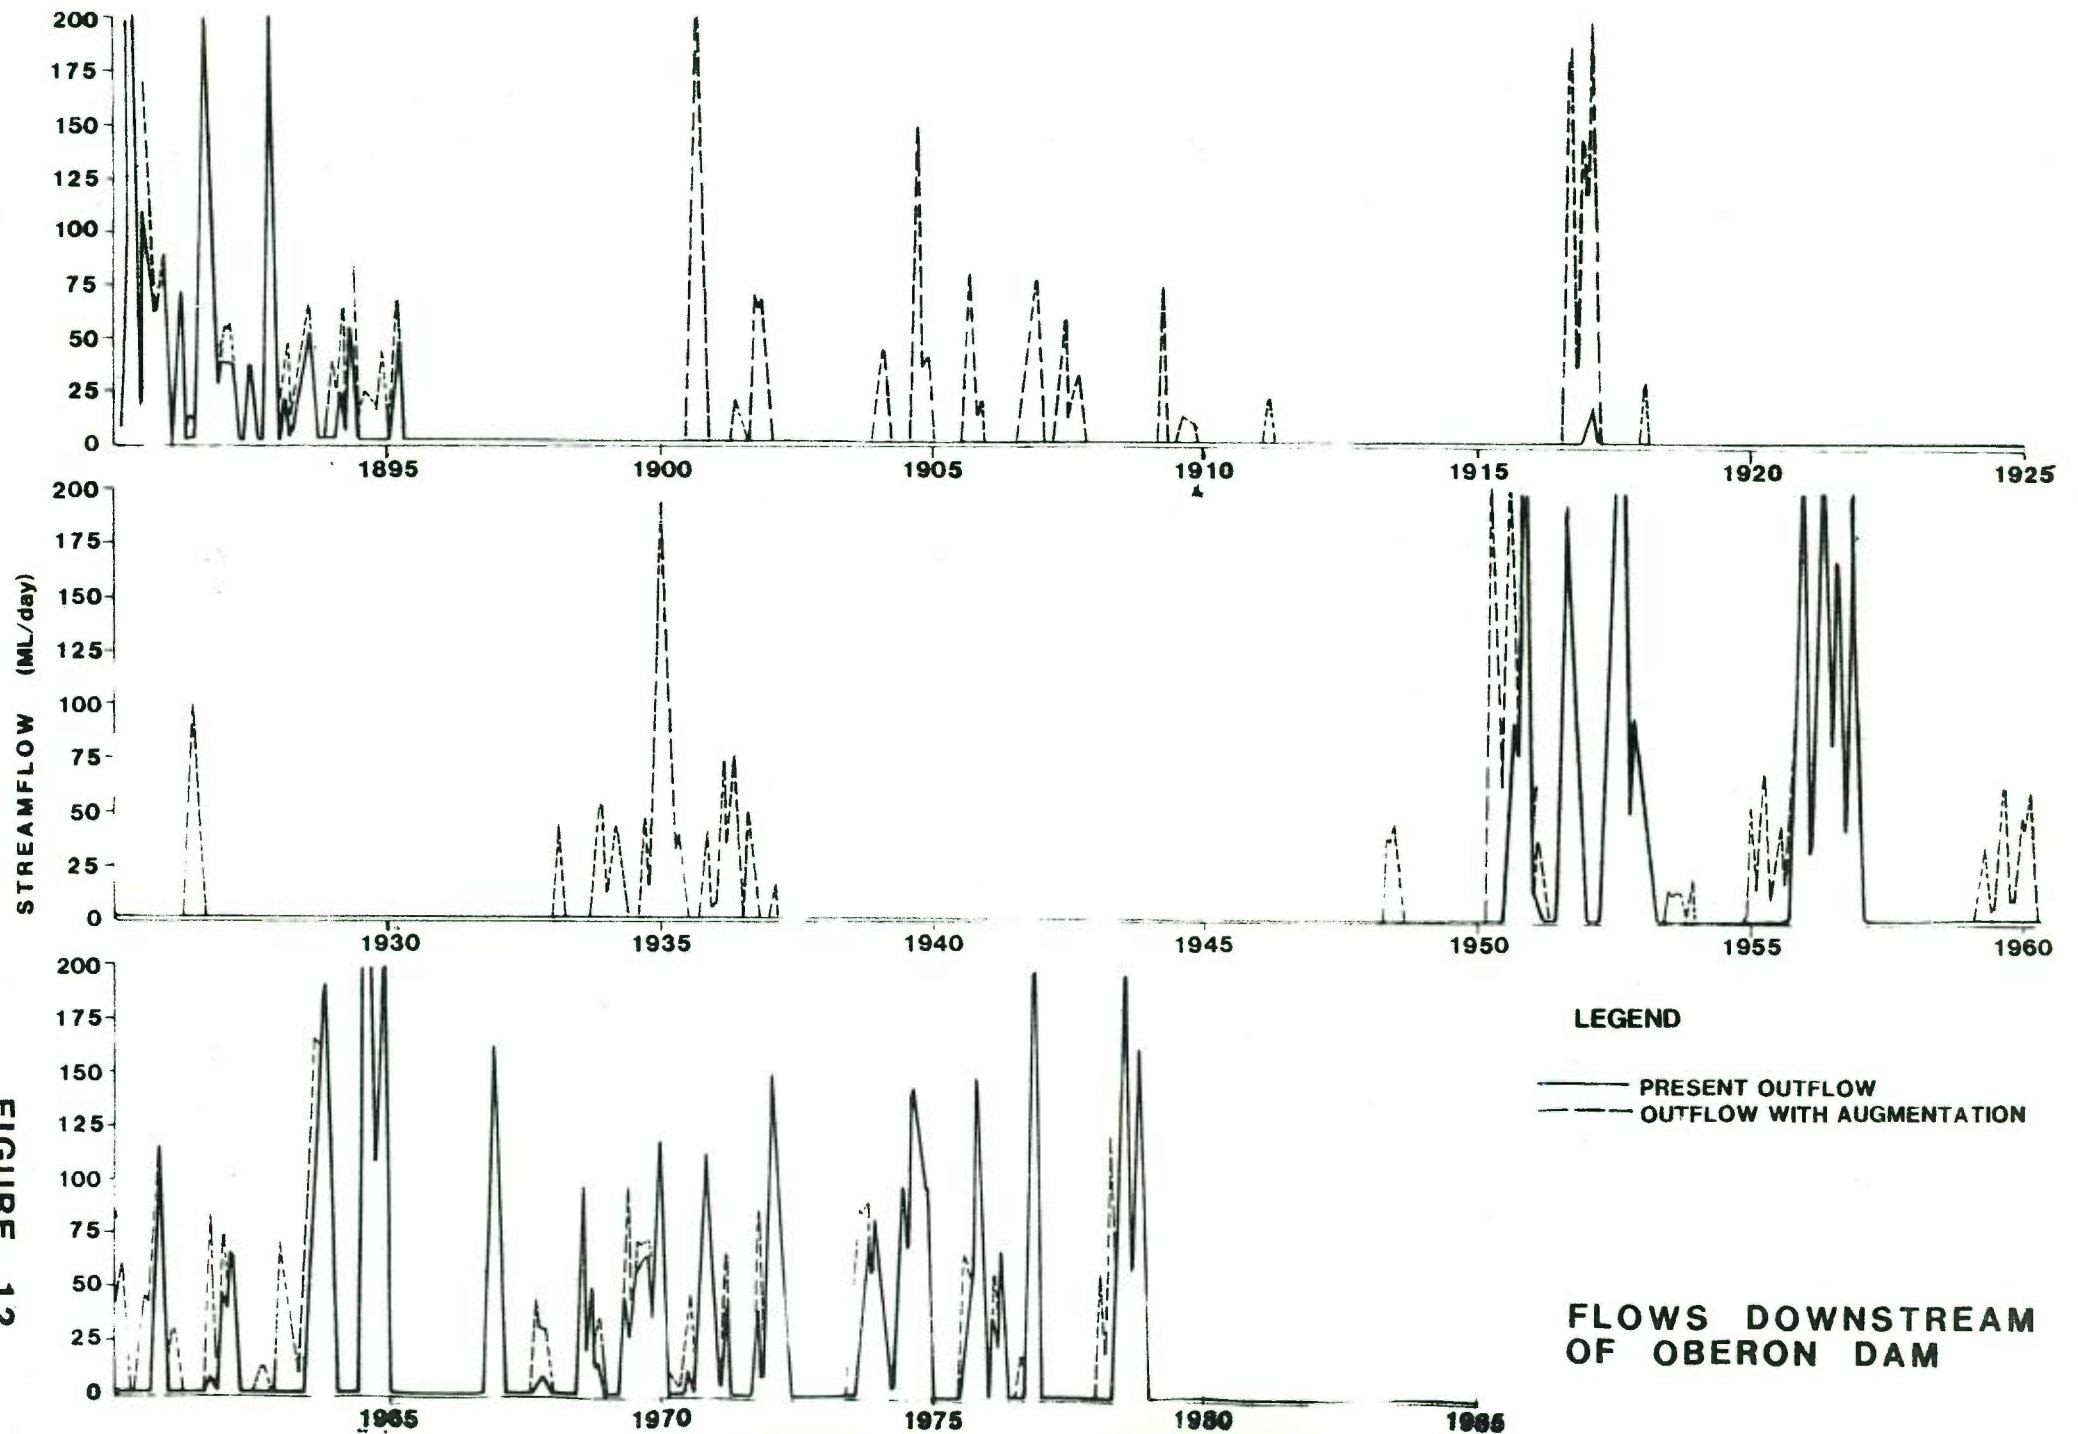 200
175
150
125
100
75
50
25
0
1895 1900 1905 1910 1915 1920 1925
STREAMFLOW (ML/day)
200
175
150
125
100
75
50
25
0
1930 1935 1940 1945 1950 1955 1960
200
175
150
125
100
75
50
25
0
1965 1970 1975 1980 1985
LEGEND
PRESENT OUTFLOW
OUTFLOW WITH AUGMENTATION
FLOWS DOWNSTREAM
OF OBERON DAM
FIGURE 12